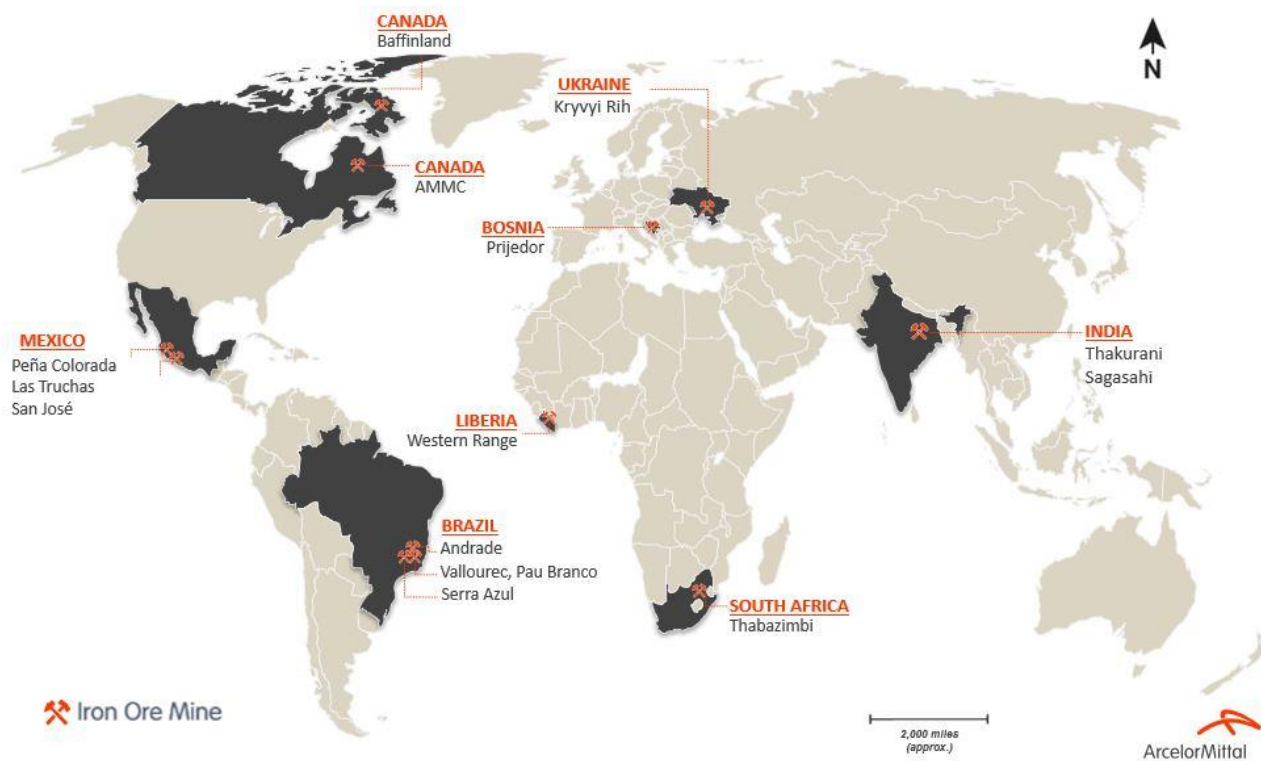 CANADA
Baffinland
N
UKRAINE
Kryvyi Rih
CANADA
AMMC
BOSNIA
Prijedor
MEXICO
Peña Colorada
Las Truchas
San José
INDIA
Thakurani
Sagasahi
LIBERIA
Western Range
BRAZIL
Andrade
Vallourec, Pau Branco
Serra Azul
SOUTH AFRICA
Thabazimbi
Iron Ore Mine
2,000 miles
(approx.)
ArcelorMittal